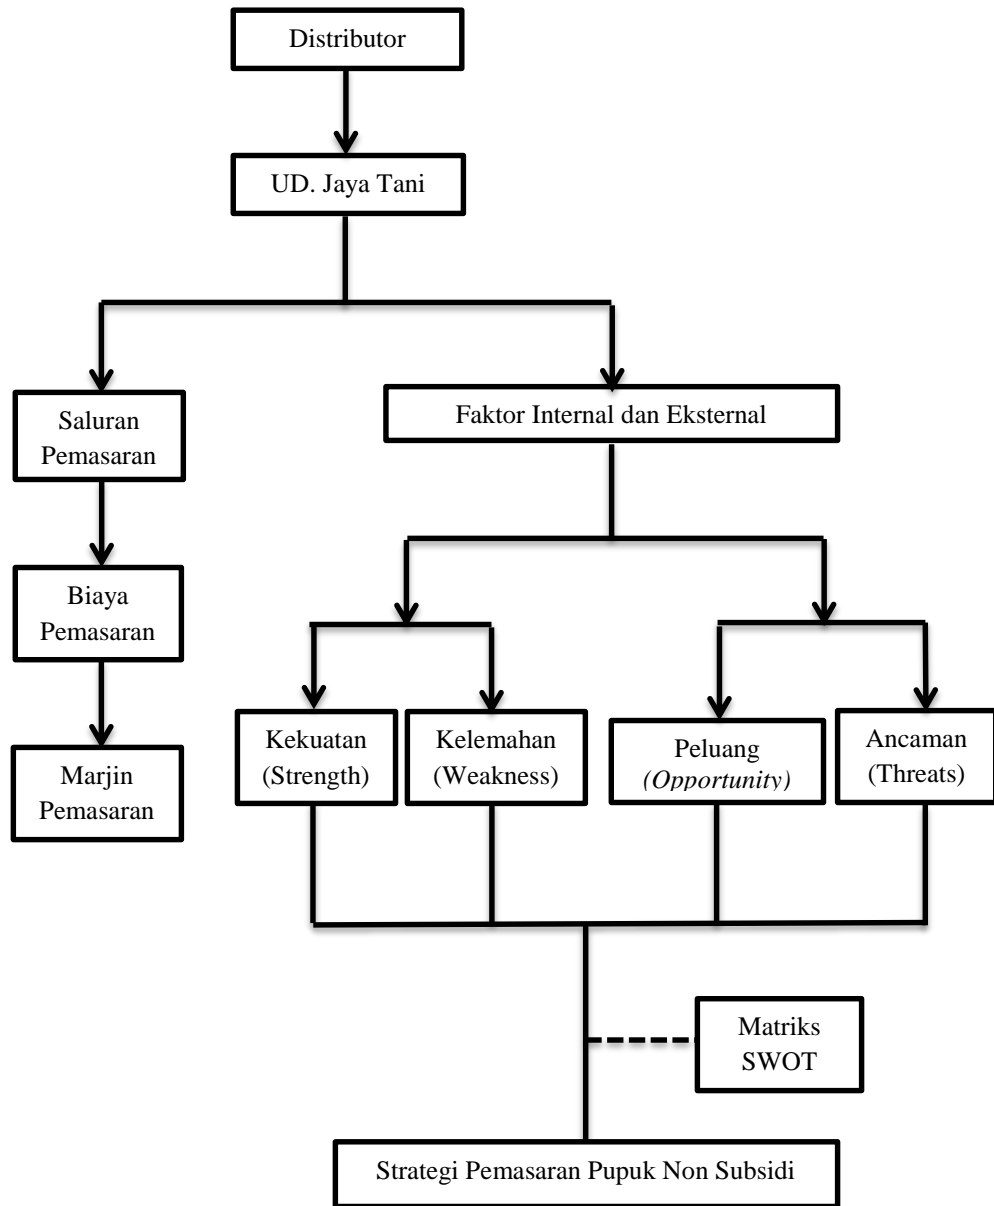 Distributor
UD. Jaya Tani
Saluran
Pemasaran
Faktor Internal dan Eksternal
Biaya
Pemasaran
Kekuatan
(Strength)
Kelemahan
(Weakness)
Peluang
(Opportunity)
Ancaman
(Threats)
Marjin
Pemasaran
Matriks
SWOT
Strategi Pemasaran Pupuk Non Subsidi